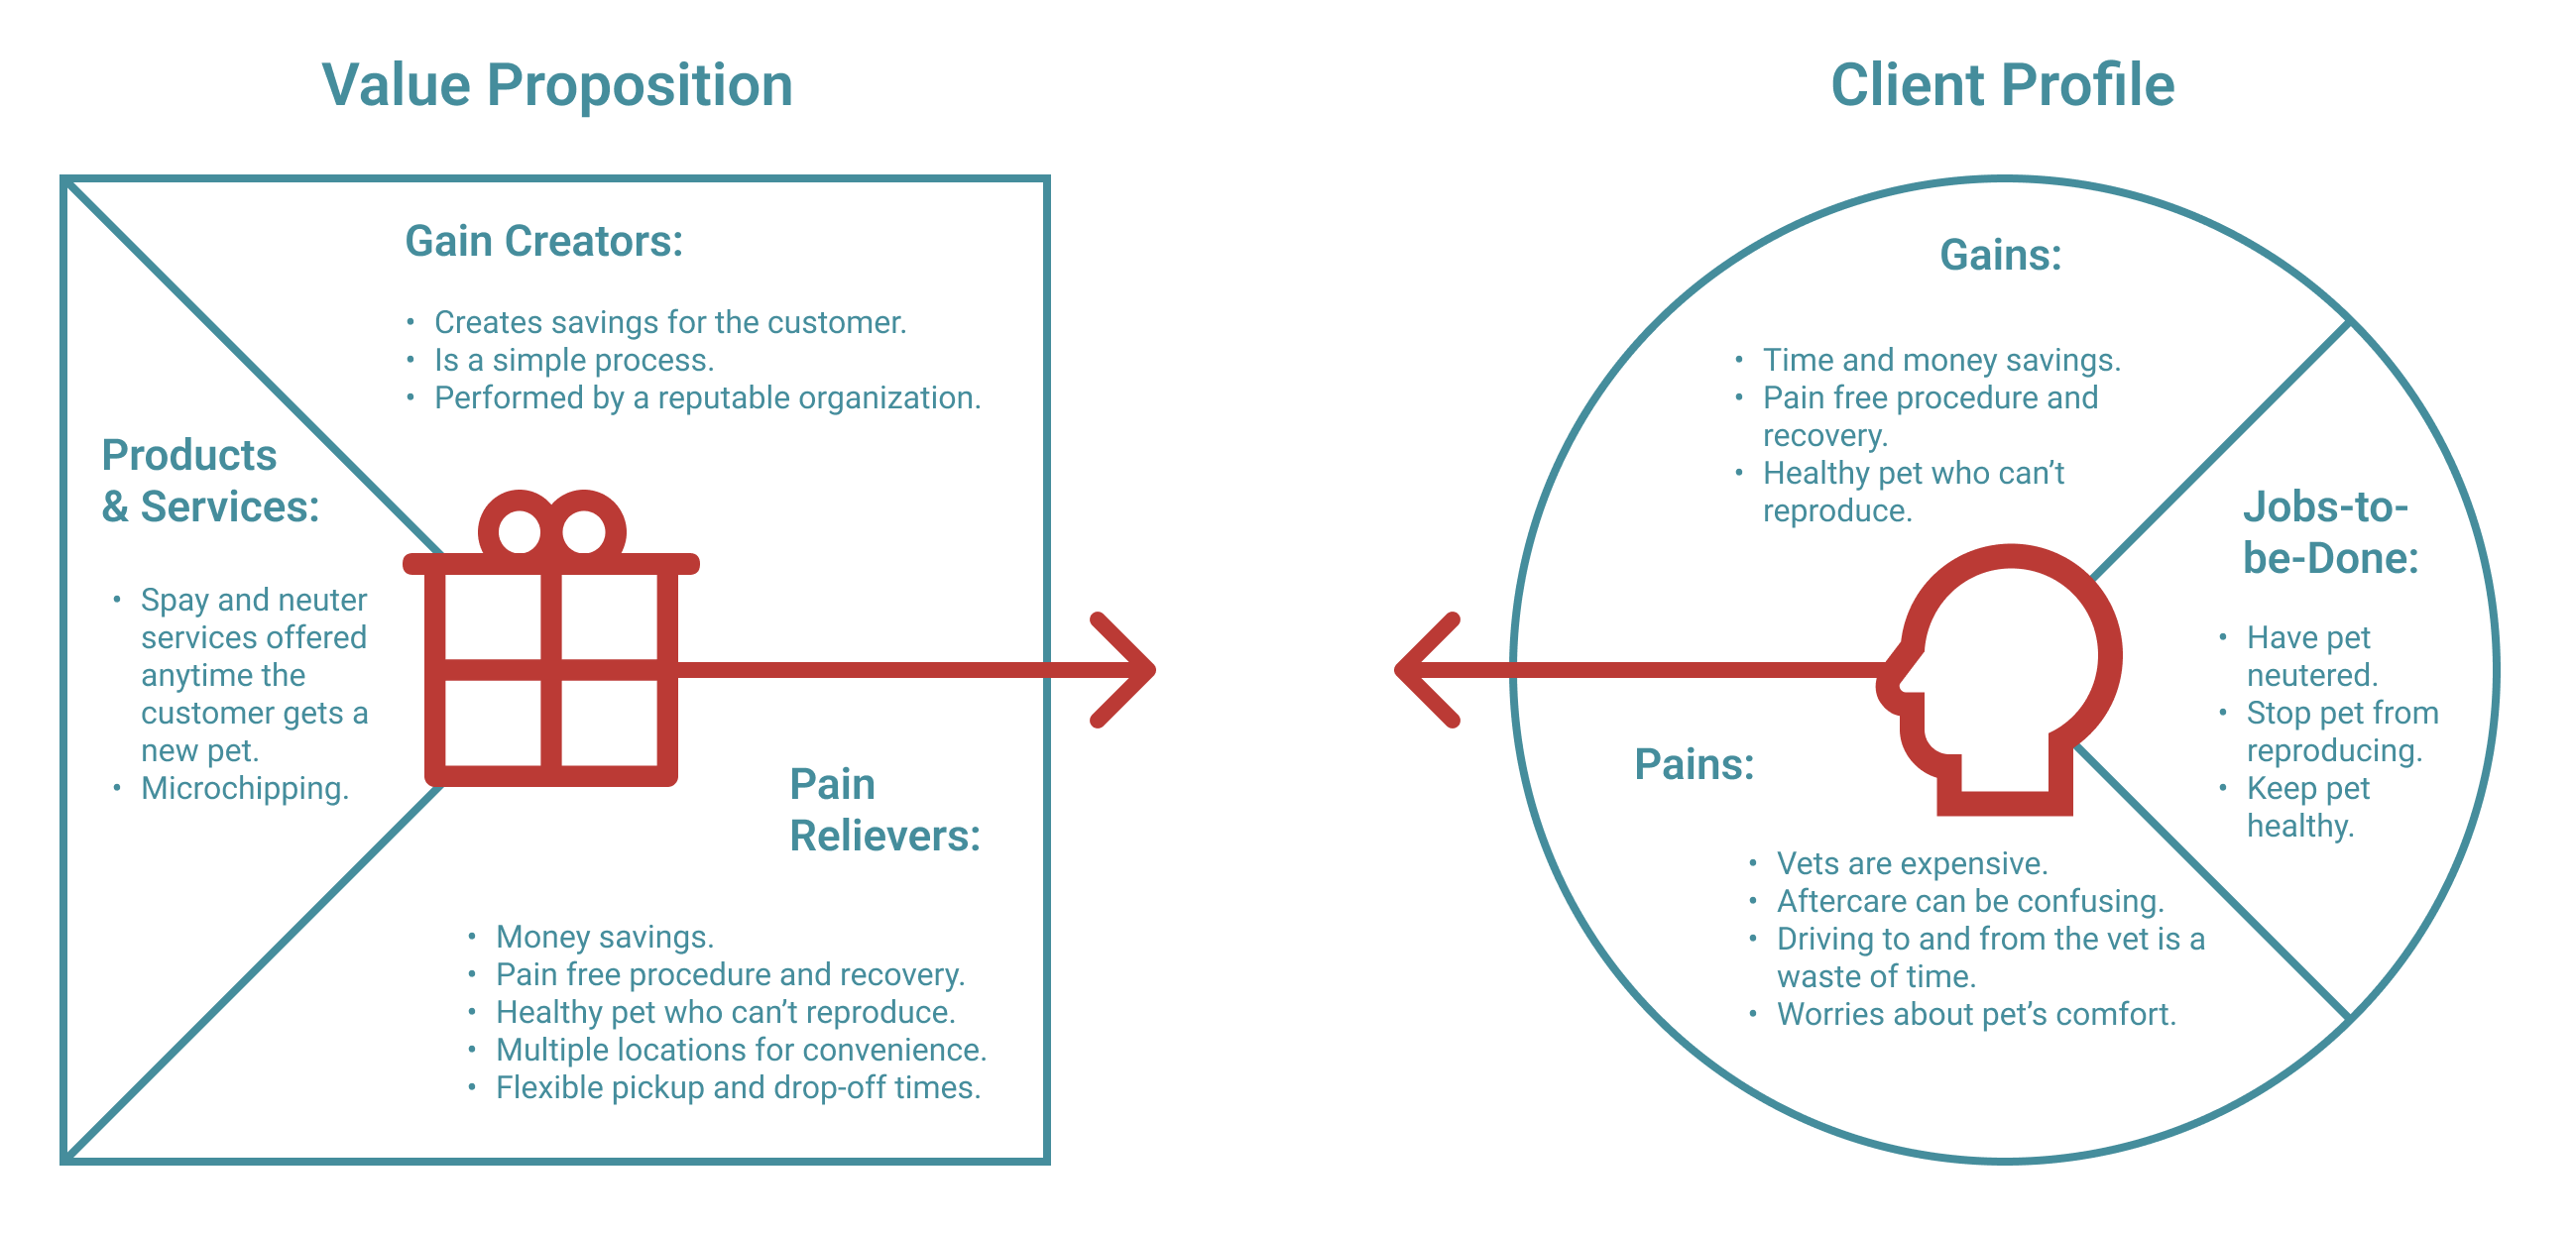 Value Proposition
Gain Creators:
• Creates savings for the customer.
• Is a simple process.
• Performed by a reputable organization.
Products
& Services:
• Spay and neuter
services offered
anytime the
customer gets a
new pet.
• Microchipping.
Pain
Relievers:
• Money savings.
• Pain free procedure and recovery.
• Healthy pet who can’t reproduce.
• Multiple locations for convenience.
• Flexible pickup and drop-off times.
Client Profile
Gains:
• Time and money savings.
• Pain free procedure and
recovery.
• Healthy pet who can’t
reproduce.
Jobs-to-
be-Done:
• Have pet
neutered.
• Stop pet from
reproducing.
• Keep pet
healthy.
Pains:
• Vets are expensive.
• Aftercare can be confusing.
• Driving to and from the vet is a
waste of time.
• Worries about pet’s comfort.